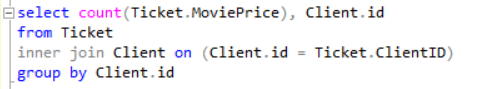 select count(Ticket.MoviePrice), Client.id
from Ticket
inner join Client on (Client.id = Ticket.ClientID)
group by Client.id